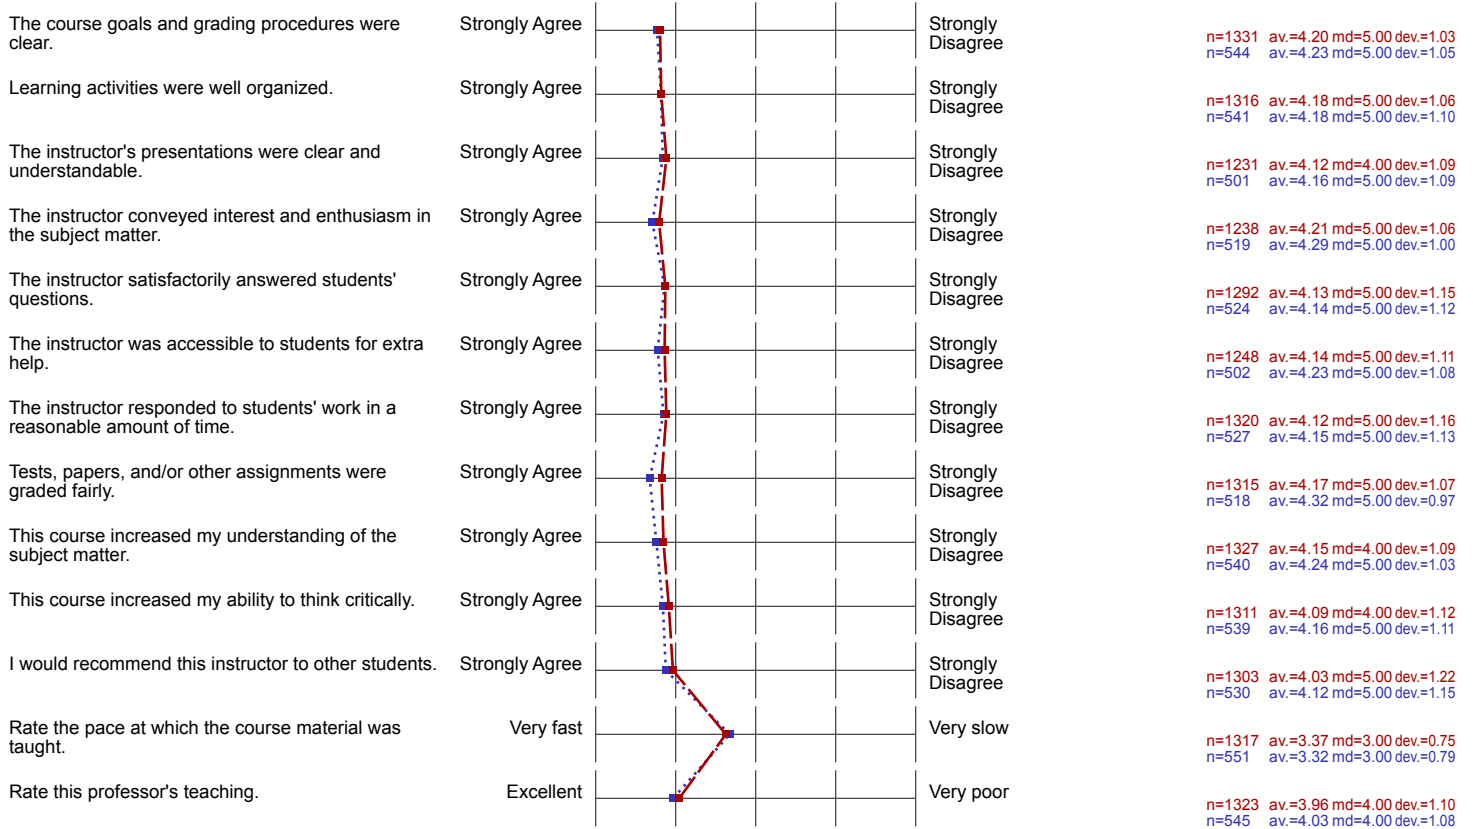 The course goals and grading procedures were
clear.
Strongly Agree
Strongly
Disagree
n=1331 av.=4.20 md=5.00 dev.=1.03
n=544 av.=4.23 md=5.00 dev.=1.05
Learning activities were well organized.
Strongly Agree
Strongly
Disagree
n=1316 av.=4.18 md=5.00 dev.=1.06
n=541 av.=4.18 md=5.00 dev.=1.10
The instructor's presentations were clear and
understandable.
Strongly Agree
Strongly
Disagree
n=1231 av.=4.12 md=4.00 dev.=1.09
n=501 av.=4.16 md=5.00 dev.=1.09
The instructor conveyed interest and enthusiasm in
the subject matter.
Strongly Agree
Strongly
Disagree
n=1238 av.=4.21 md=5.00 dev.=1.06
n=519 av.=4.29 md=5.00 dev.=1.00
The instructor satisfactorily answered students'
questions.
Strongly Agree
Strongly
Disagree
n=1292 av.=4.13 md=5.00 dev.=1.15
n=524 av.=4.14 md=5.00 dev.=1.12
The instructor was accessible to students for extra
help.
Strongly Agree
Strongly
Disagree
n=1248 av.=4.14 md=5.00 dev.=1.11
n=502 av.=4.23 md=5.00 dev.=1.08
The instructor responded to students' work in a
reasonable amount of time.
Strongly Agree
Strongly
Disagree
n=1320 av.=4.12 md=5.00 dev.=1.16
n=527 av.=4.15 md=5.00 dev.=1.13
Tests, papers, and/or other assignments were
graded fairly.
Strongly Agree
Strongly
Disagree
n=1315 av.=4.17 md=5.00 dev.=1.07
n=518 av.=4.32 md=5.00 dev.=0.97
This course increased my understanding of the
subject matter.
Strongly Agree
Strongly
Disagree
n=1327 av.=4.15 md=4.00 dev.=1.09
n=540 av.=4.24 md=5.00 dev.=1.03
This course increased my ability to think critically.
Strongly Agree
Strongly
Disagree
n=1311 av.=4.09 md=4.00 dev.=1.12
n=539 av.=4.16 md=5.00 dev.=1.11
I would recommend this instructor to other students.
Strongly Agree
Strongly
Disagree
n=1303 av.=4.03 md=5.00 dev.=1.22
n=530 av.=4.12 md=5.00 dev.=1.15
Rate the pace at which the course material was
taught.
Very fast
Very slow
n=1317 av.=3.37 md=3.00 dev.=0.75
n=551 av.=3.32 md=3.00 dev.=0.79
Rate this professor's teaching.
Excellent
Very poor
n=1323 av.=3.96 md=4.00 dev.=1.10
n=545 av.=4.03 md=4.00 dev.=1.08